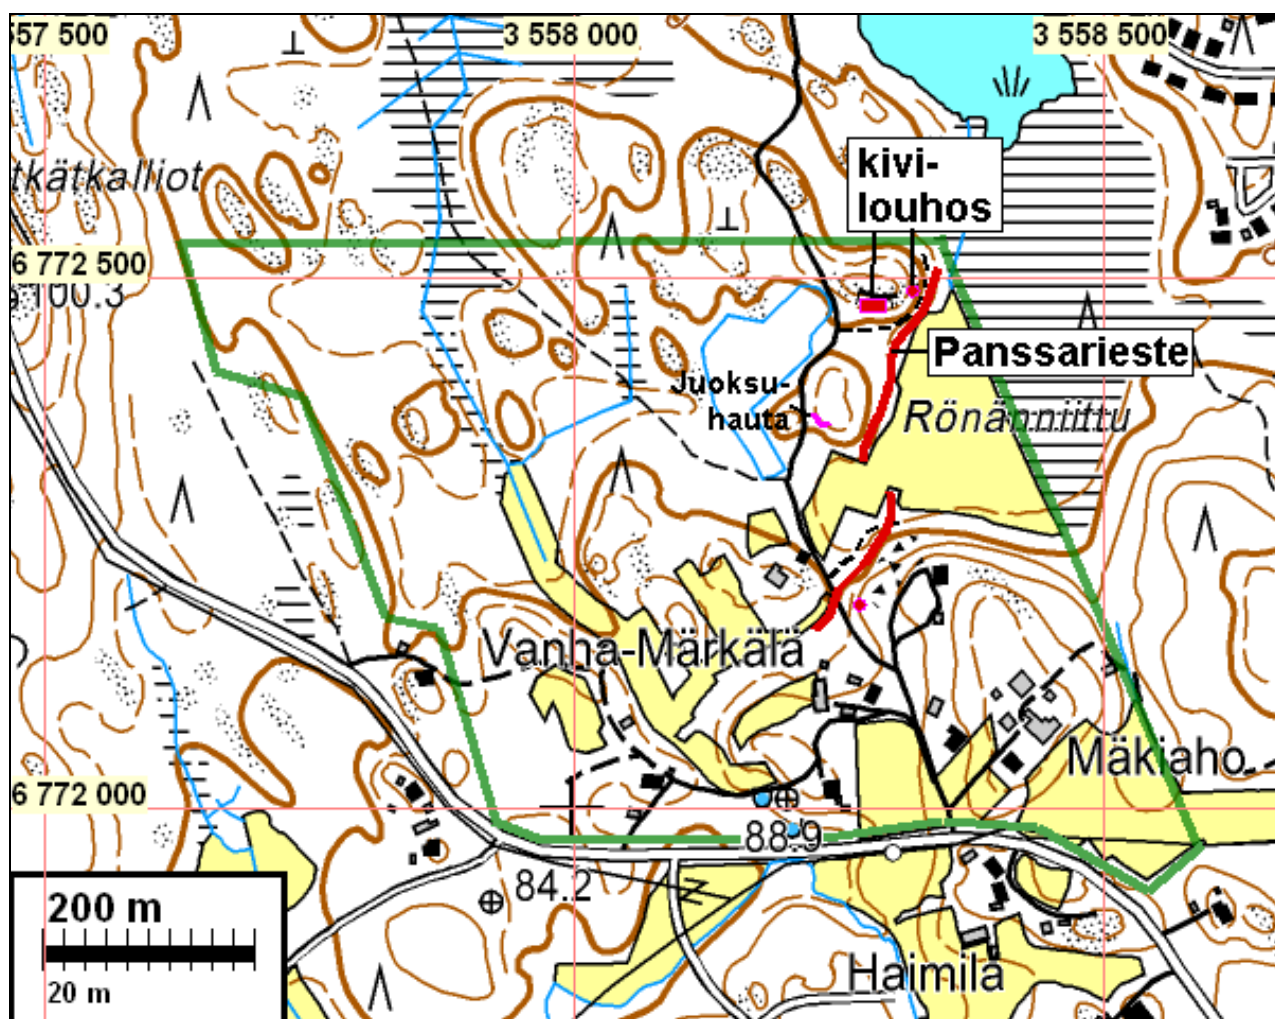 557 500
3 558 000
3 558 500
kivi-
louhos
tkätkalliot
6 772 500
100.3
Panssarieste
Juoksu-
hauta
Rönänniittu
Vanha-Märkälä
Mäkiaho
6 772 000
88.9
84.2
200 m
20 m
Haimila